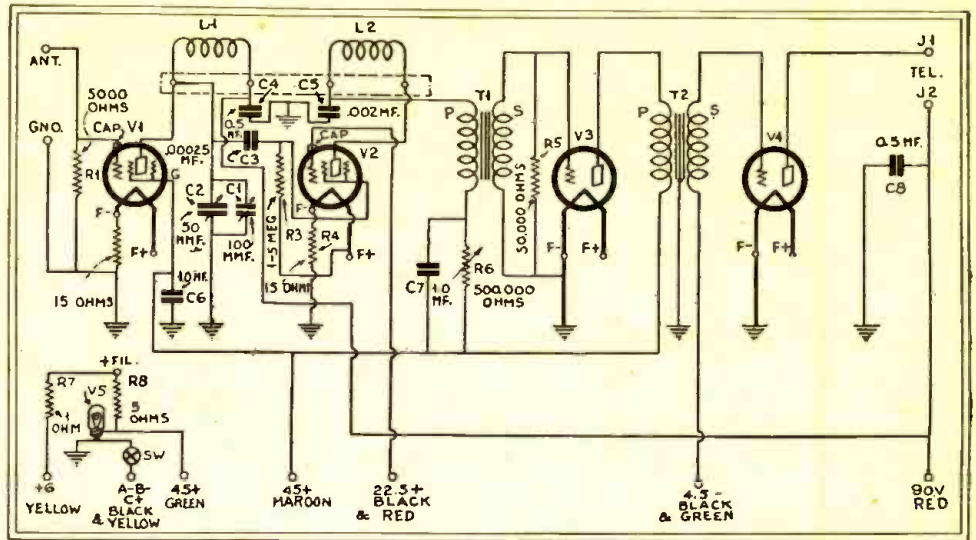 L1
L2
ANT.
5000
OHMS
C4
C5
J1
TEL.
J2
GND.
CAP.
V1
.00025
MF.
0.5
MF.
C3
.002 MF.
CAP
V2
P
T1
S
R5
V3
P
T2
S
V4
R1
G
C2
C1
50
MMF.
100
MMF.
1-5 MEG
R3
R4
50,000 OHMS
0.5 MF.
C8
F-
F+
F-
F+
F-
F+
F-
F+
15 OHMS
1.0 MF.
C6
15 OHMS
C7
1.0
MF.
R6
500,000
OHMS
+FIL.
R7
V5
R8
1
OHM
5
OHMS
SW
+6
YELLOW
A-B-
C+
BLACK
&
YELLOW
4.5+
GREEN
45+
MAROON
22.5+
BLACK
& RED
4.5-
BLACK
& GREEN
90V
RED